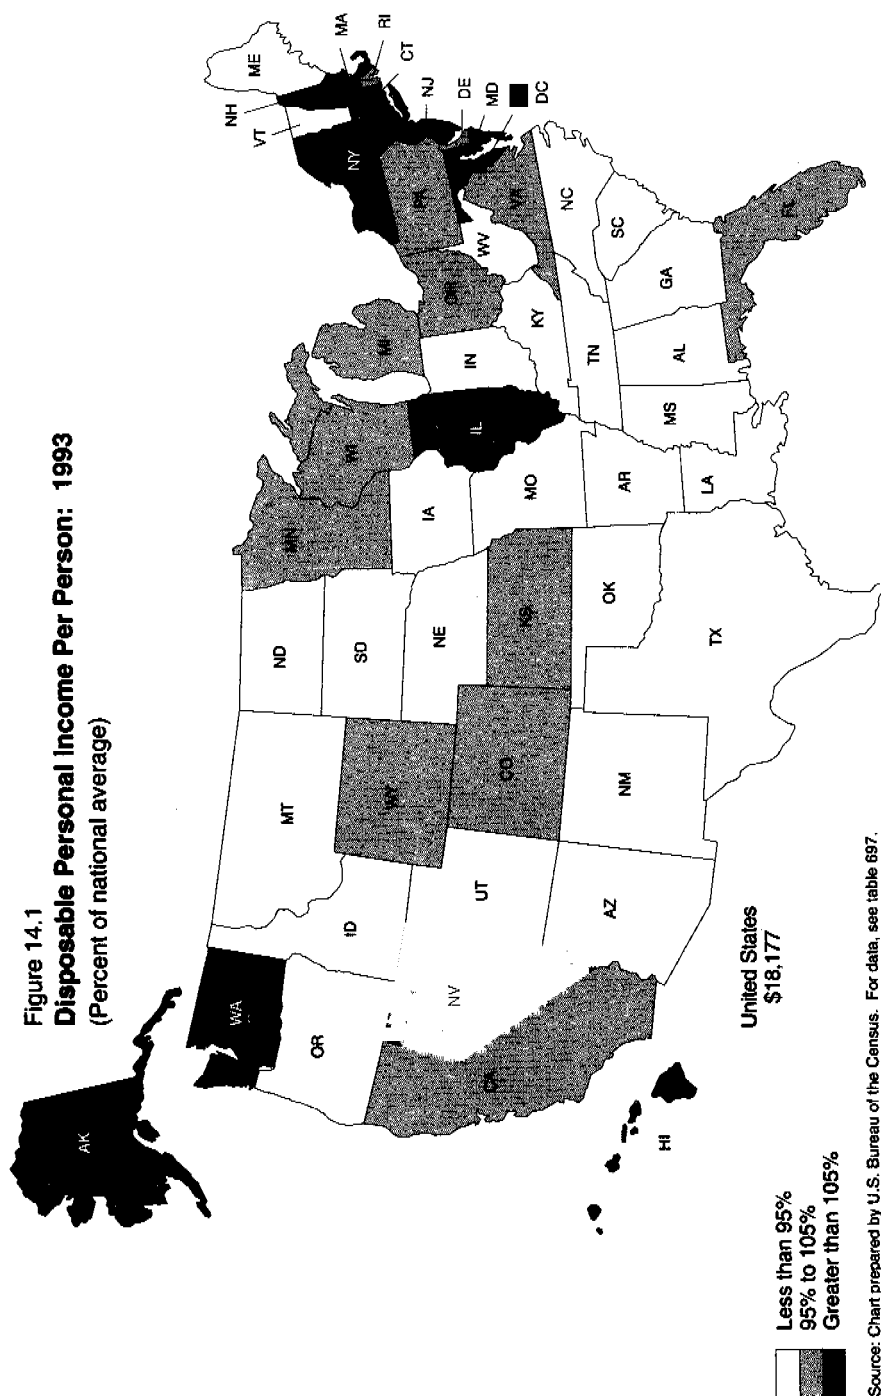 Figure 14.1
Disposable Personal Income Per Person: 1993
(Percent of national average)
AK
WA
OR
CA
NV
ID
MT
WY
UT
AZ
CO
NM
ND
SD
NE
KS
OK
TX
MN
IA
MO
AR
LA
WI
IL
MI
IN
OH
KY
TN
MS
AL
GA
FL
SC
NC
VA
WV
PA
NY
VT
NH
ME
MA
RI
CT
NJ
DE
MD
DC
HI
United States
$18,177
Less than 95%
95% to 105%
Greater than 105%
Source: Chart prepared by U.S. Bureau of the Census. For data, see table 697.